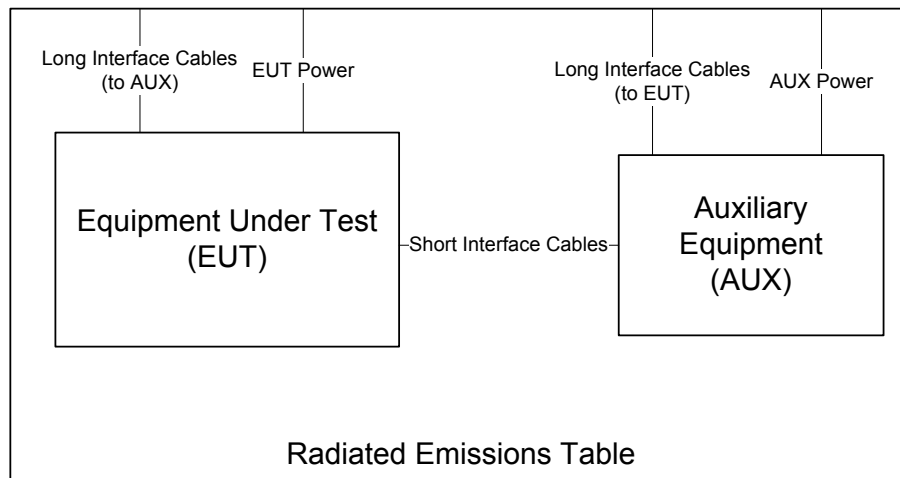 Long Interface Cables
(to AUX)
EUT Power
Long Interface Cables
(to EUT)
AUX Power
Equipment Under Test
(EUT)
Short Interface Cables
Auxiliary
Equipment
(AUX)
Radiated Emissions Table